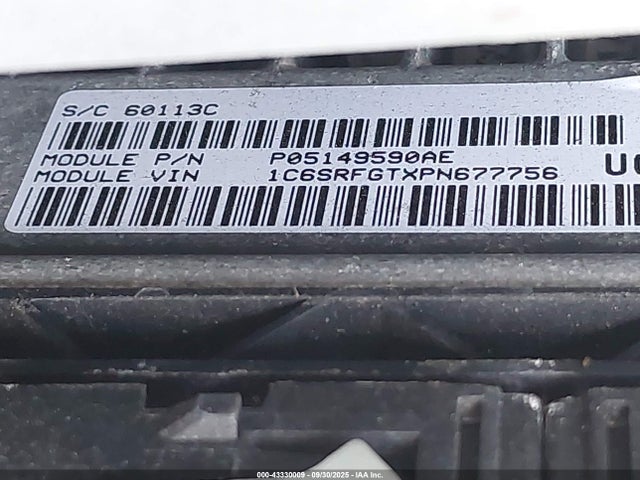 S/C 60113C
MODULE P/N P05149590AE
MODULE VIN 1C6SRFGTXPN677756
000-43330009 - 09/30/2025 - IAA Inc.